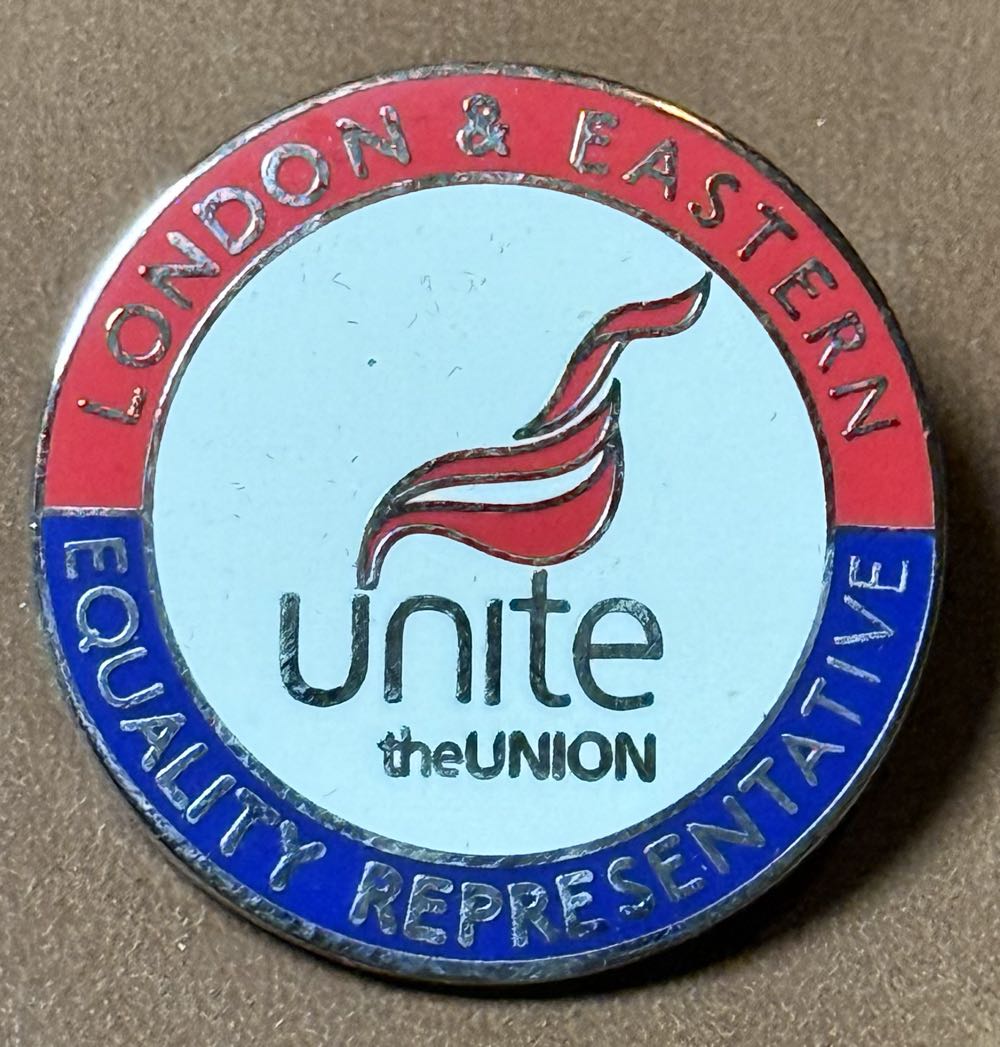 LONDON & EASTERN
unite
theUNION
EQUALITY REPRESENTATIVE